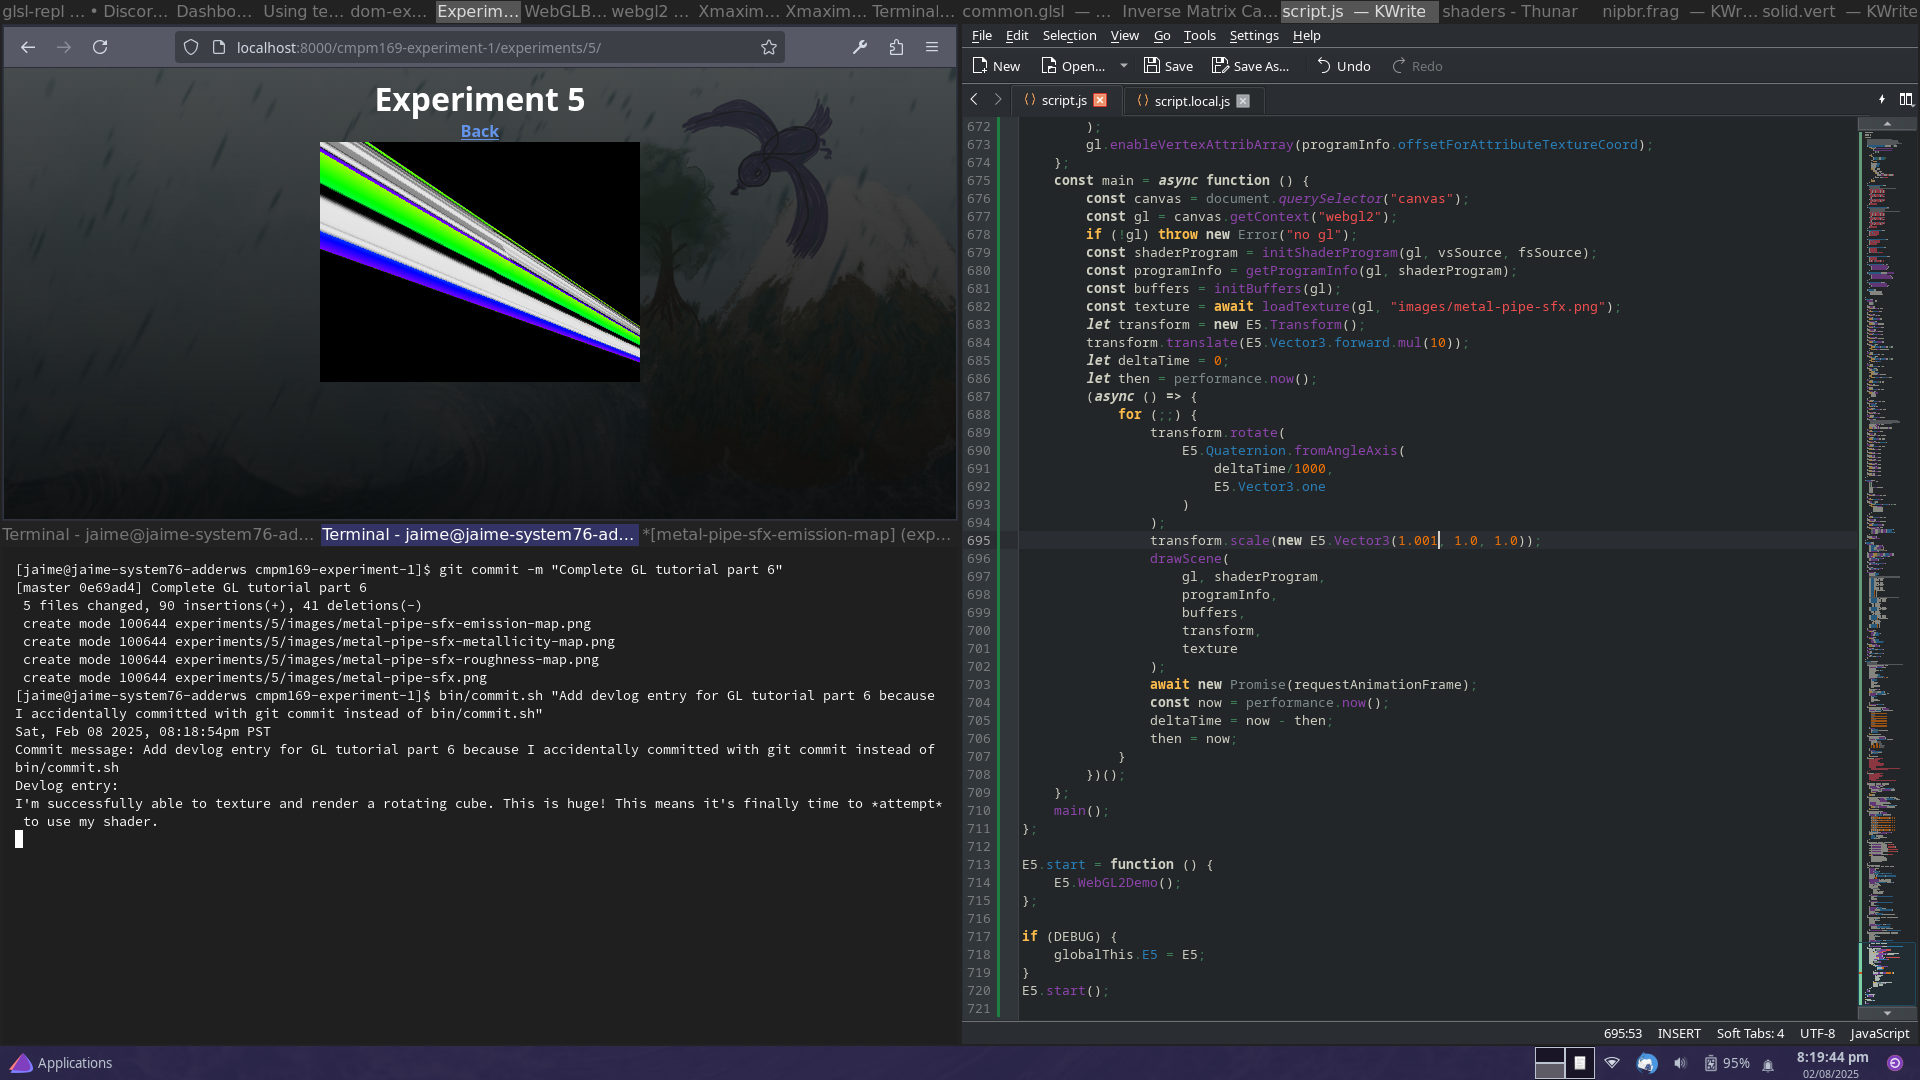 glsl-repl ... • Discor... Dashbo... Using te... dom-ex... Experim... WebGLB... webgl2 ... Xmaxim... Xmaxim... Terminal... common.glsl — ... Inverse Matrix Ca... script.js — KWrite shaders - Thunar nipbr.frag — KWr... solid.vert — KWrite
localhost:8000/cmpm169-experiment-1/experiments/5/
Experiment 5
Back
Terminal - jaime@jaime-system76-ad... Terminal - jaime@jaime-system76-ad... *[metal-pipe-sfx-emission-map] (exp...
[jaime@jaime-system76-adderws cmpm169-experiment-1]$ git commit -m "Complete GL tutorial part 6"
[master 0e69ad4] Complete GL tutorial part 6
5 files changed, 90 insertions(+), 41 deletions(-)
create mode 100644 experiments/5/images/metal-pipe-sfx-emission-map.png
create mode 100644 experiments/5/images/metal-pipe-sfx-metallicity-map.png
create mode 100644 experiments/5/images/metal-pipe-sfx-roughness-map.png
create mode 100644 experiments/5/images/metal-pipe-sfx.png
[jaime@jaime-system76-adderws cmpm169-experiment-1]$ bin/commit.sh "Add devlog entry for GL tutorial part 6 because
I accidentally committed with git commit instead of bin/commit.sh"
Sat, Feb 08 2025, 08:18:54pm PST
Commit message: Add devlog entry for GL tutorial part 6 because I accidentally committed with git commit instead of
bin/commit.sh
Devlog entry:
I'm successfully able to texture and render a rotating cube. This is huge! This means it's finally time to *attempt*
to use my shader.
File Edit Selection View Go Tools Settings Help
New Open... Save Save As... Undo Redo
script.js script.local.js
672 );
673 gl.enableVertexAttribArray(programInfo.offsetForAttributeTextureCoord);
674 };
675 const main = async function () {
676 const canvas = document.querySelector("canvas");
677 const gl = canvas.getContext("webgl2");
678 if (!gl) throw new Error("no gl");
679 const shaderProgram = initShaderProgram(gl, vsSource, fsSource);
680 const programInfo = getProgramInfo(gl, shaderProgram);
681 const buffers = initBuffers(gl);
682 const texture = await loadTexture(gl, "images/metal-pipe-sfx.png");
683 let transform = new E5.Transform();
684 transform.translate(E5.Vector3.forward.mul(10));
685 let deltaTime = 0;
686 let then = performance.now();
687 (async () => {
688 for (;;) {
689 transform.rotate(
690 E5.Quaternion.fromAngleAxis(
691 deltaTime/1000,
692 E5.Vector3.one
693 )
694 );
695 transform.scale(new E5.Vector3(1.001, 1.0, 1.0));
696 drawScene(
697 gl, shaderProgram,
698 programInfo,
699 buffers,
700 transform,
701 texture
702 );
703 await new Promise(requestAnimationFrame);
704 const now = performance.now();
705 deltaTime = now - then;
706 then = now;
707 }
708 })();
709 };
710 main();
711 };
712
713 E5.start = function () {
714 E5.WebGL2Demo();
715 };
716
717 if (DEBUG) {
718 globalThis.E5 = E5;
719 }
720 E5.start();
721
695:53 INSERT Soft Tabs: 4 UTF-8 JavaScript
Applications
95% 8:19:44 pm
02/08/2025